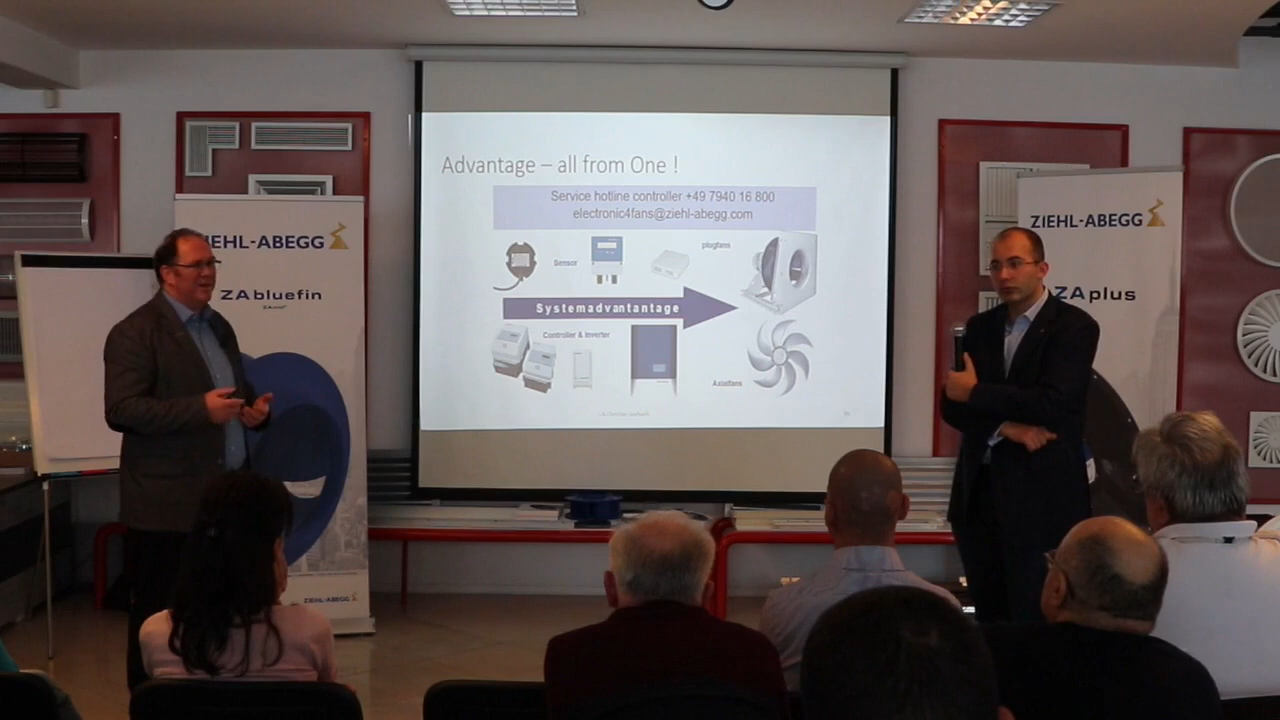 Advantage – all from One !
Service hotline controller +49 7940 16 800
electronic4fans@ziehl-abegg.com
Sensor
plugfans
Systemadvantantage
Controller & Inverter
Axialfans
ZIEHL-ABEGG
ZAbluefin
ZIEHL-ABEGG
ZIEHL-ABEGG
ZAplus